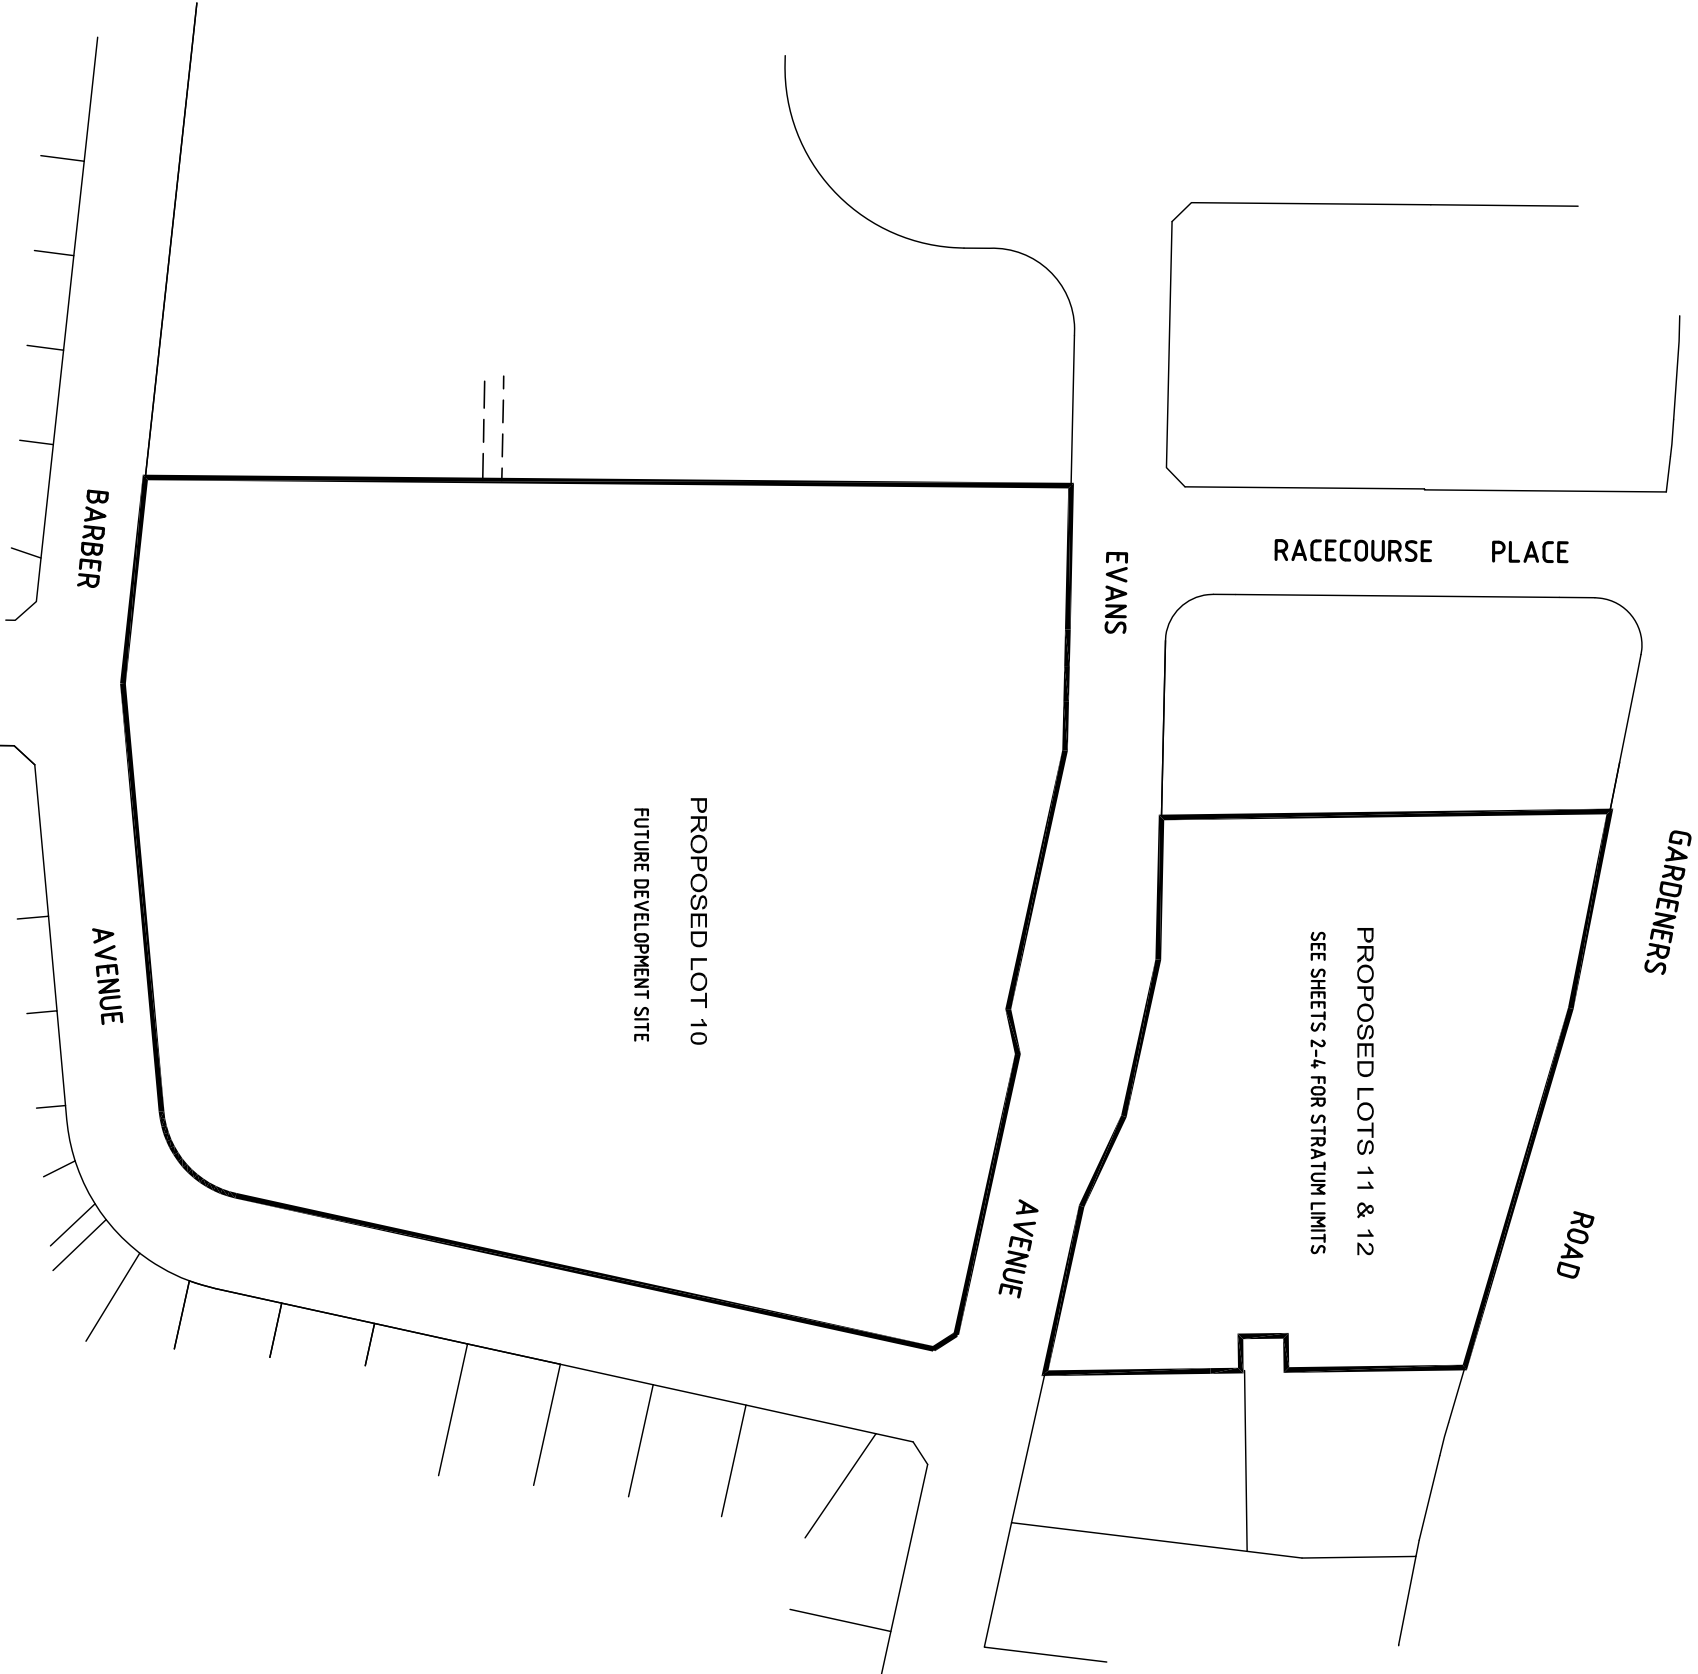 BARBER
AVENUE
EVANS
AVENUE
RACECOURSE PLACE
GARDENERS
ROAD
PROPOSED LOT 10
FUTURE DEVELOPMENT SITE
PROPOSED LOTS 11 & 12
SEE SHEETS 2-4 FOR STRATUM LIMITS